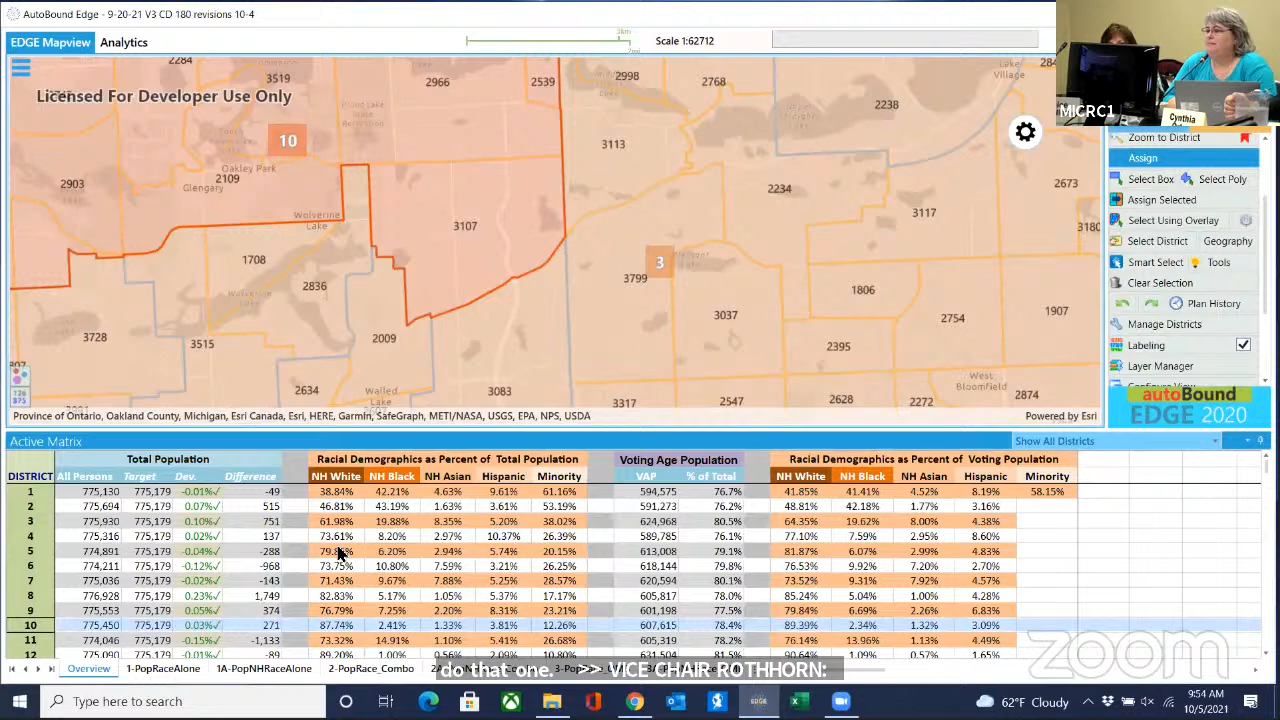 AutoBound Edge - 9-20-21 V3 CD 180 revisions 10-4
EDGE Mapview Analytics
Scale 1:62712
Licensed For Developer Use Only
2284
3519
2966
2539
2998
2768
2238
Lake Village
10
3113
2903
Oakley Park
2109
Glengary
Wolverine Lake
3107
2234
3117
2673
3180
1708
2836
3
3799
3037
1806
2754
1907
3728
3515
2009
2395
2634
Walled Lake
3083
3317
2547
2628
2272
West Bloomfield
2874
Province of Ontario, Oakland County, Michigan, Esri Canada, Esri, HERE, Garmin, SafeGraph, METI/NASA, USGS, EPA, NPS, USDA
Powered by Esri
MICRC1
Cynthia
Zoom to District
Assign
Select Box Select Poly
Assign Selected
Select Using Overlay
Select District Geography
Smart Select Tools
Clear Selection
Plan History
Manage Districts
Labeling
Layer Manager
autoBound
EDGE 2020
Active Matrix Show All Districts
Total Population Racial Demographics as Percent of Total Population Voting Age Population Racial Demographics as Percent of Voting Population
DISTRICT All Persons Target Dev. Difference NH White NH Black NH Asian Hispanic Minority VAP % of Total NH White NH Black NH Asian Hispanic Minority
1 775,130 775,179 -0.01%✓ -49 38.84% 42.21% 4.63% 9.61% 61.16% 594,575 76.7% 41.85% 41.41% 4.52% 8.19% 58.15%
2 775,694 775,179 0.07%✓ 515 46.81% 43.19% 1.63% 3.61% 53.19% 591,273 76.2% 48.81% 42.18% 1.77% 3.16%
3 775,930 775,179 0.10%✓ 751 61.98% 19.88% 8.35% 5.20% 38.02% 624,968 80.5% 64.35% 19.62% 8.00% 4.38%
4 775,316 775,179 0.02%✓ 137 73.61% 8.20% 2.97% 10.37% 26.39% 589,785 76.1% 77.10% 7.59% 2.95% 8.60%
5 774,891 775,179 -0.04%✓ -288 6.20% 2.94% 5.74% 20.15% 613,008 79.1% 81.87% 6.07% 2.99% 4.83%
6 774,211 775,179 -0.12%✓ -968 73.75% 10.80% 7.59% 3.21% 26.25% 618,144 79.8% 76.53% 9.92% 7.20% 2.70%
7 775,036 775,179 -0.02%✓ -143 71.43% 9.67% 7.88% 5.25% 28.57% 620,594 80.1% 73.52% 9.31% 7.92% 4.57%
8 776,928 775,179 0.23%✓ 1,749 82.83% 5.17% 1.05% 5.37% 17.17% 605,817 78.0% 85.24% 5.04% 1.00% 4.28%
9 775,553 775,179 0.05%✓ 374 76.79% 7.25% 2.20% 8.31% 23.21% 601,198 77.5% 79.84% 6.69% 2.26% 6.83%
10 775,450 775,179 0.03%✓ 271 87.74% 2.41% 1.33% 3.81% 12.26% 607,615 78.4% 89.39% 2.34% 1.32% 3.09%
11 774,046 775,179 -0.15%✓ -1,133 73.32% 14.91% 1.10% 5.41% 26.68% 605,319 78.2% 76.14% 13.96% 1.13% 4.49%
12 775,090 775,179 -0.01%✓ -89 89.20% 1.00% 0.56% 631,504 81.5% 0.57% 1.65%
Overview 1-PopRaceAlone 1A-PopNHRaceAlone 2-PopRace_Combo
do that one. >> VICE CHAIR ROTHHORN:
zoom
Type here to search
62°F Cloudy
9:54 AM
10/5/2021